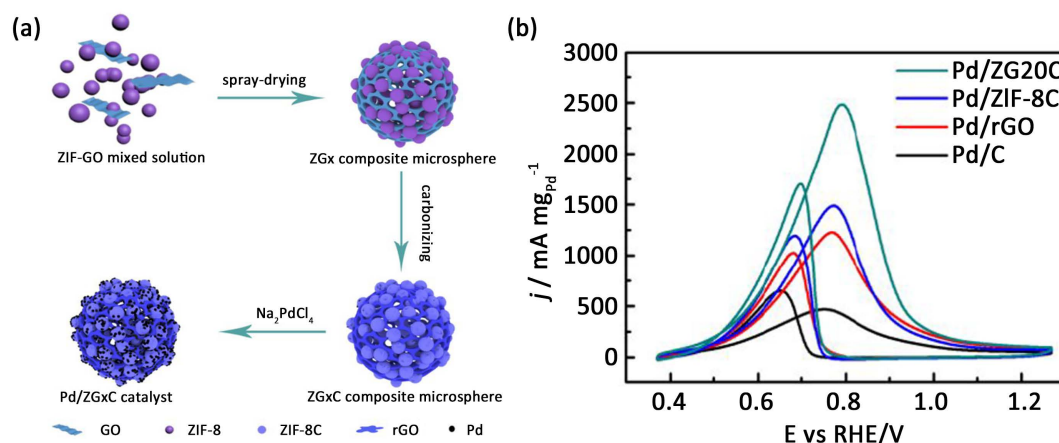 (a)
spray-drying
ZIF-GO mixed solution
ZGx composite microsphere
carbonizing
Na₂PdCl₄
Pd/ZGxC catalyst
ZGxC composite microsphere
GO
ZIF-8
ZIF-8C
rGO
Pd
(b)
3000
2500
2000
1500
1000
500
0
j / mA mgPd⁻¹
Pd/ZG20C
Pd/ZIF-8C
Pd/rGO
Pd/C
0.4
0.6
0.8
1.0
1.2
E vs RHE/V